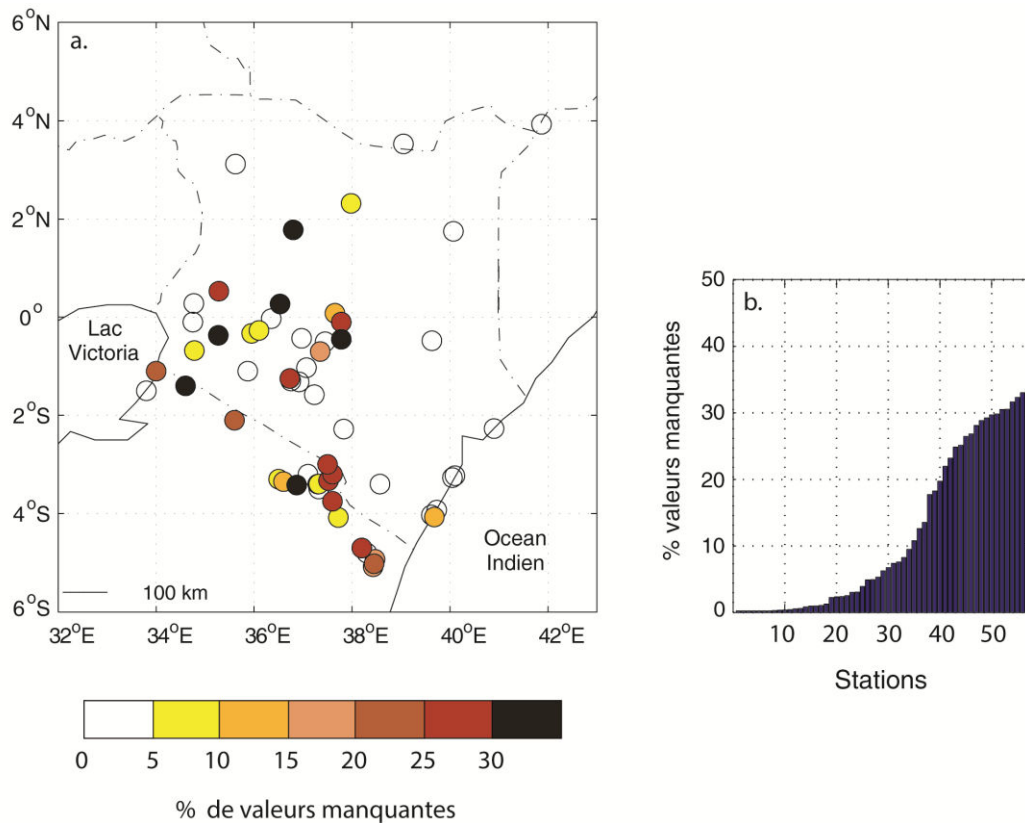 a.
6°N
4°N
2°N
0°
2°S
4°S
6°S
Lac
Victoria
Ocean
Indien
100 km
32°E 34°E 36°E 38°E 40°E 42°E
0 5 10 15 20 25 30
% de valeurs manquantes
b.
50
40
30
20
10
0
% valeurs manquantes
10 20 30 40 50
Stations